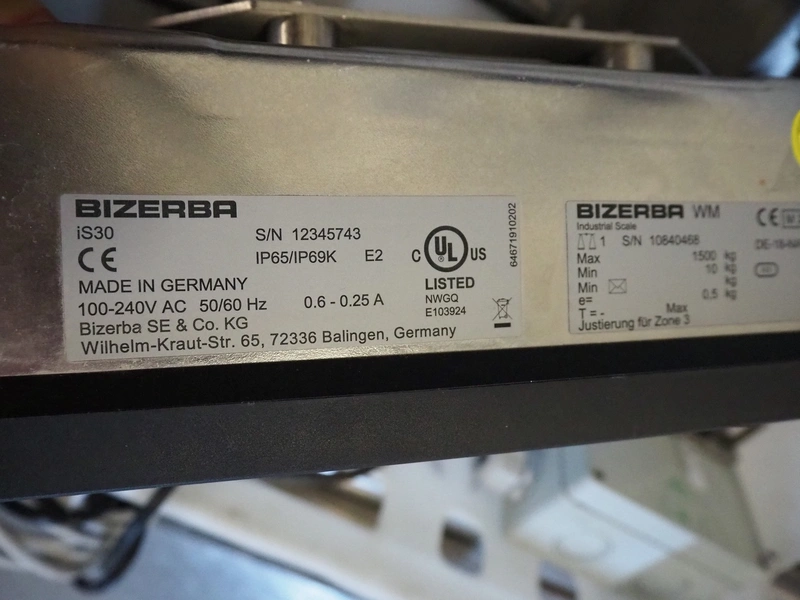 BIZERBA
iS30
S/N 12345743
CE
IP65/IP69K E2
MADE IN GERMANY
100-240V AC 50/60 Hz 0.6 - 0.25 A
Bizerba SE & Co. KG
Wilhelm-Kraut-Str. 65, 72336 Balingen, Germany
C UL US
LISTED
NWGQ
E103924
64671910202
BIZERBA WM
Industrial Scale
1 S/N 10840468
Max 1500 kg
Min 10 kg
Min kg
e= 0,5 kg
T = - Max
Justierung für Zone 3
CE M